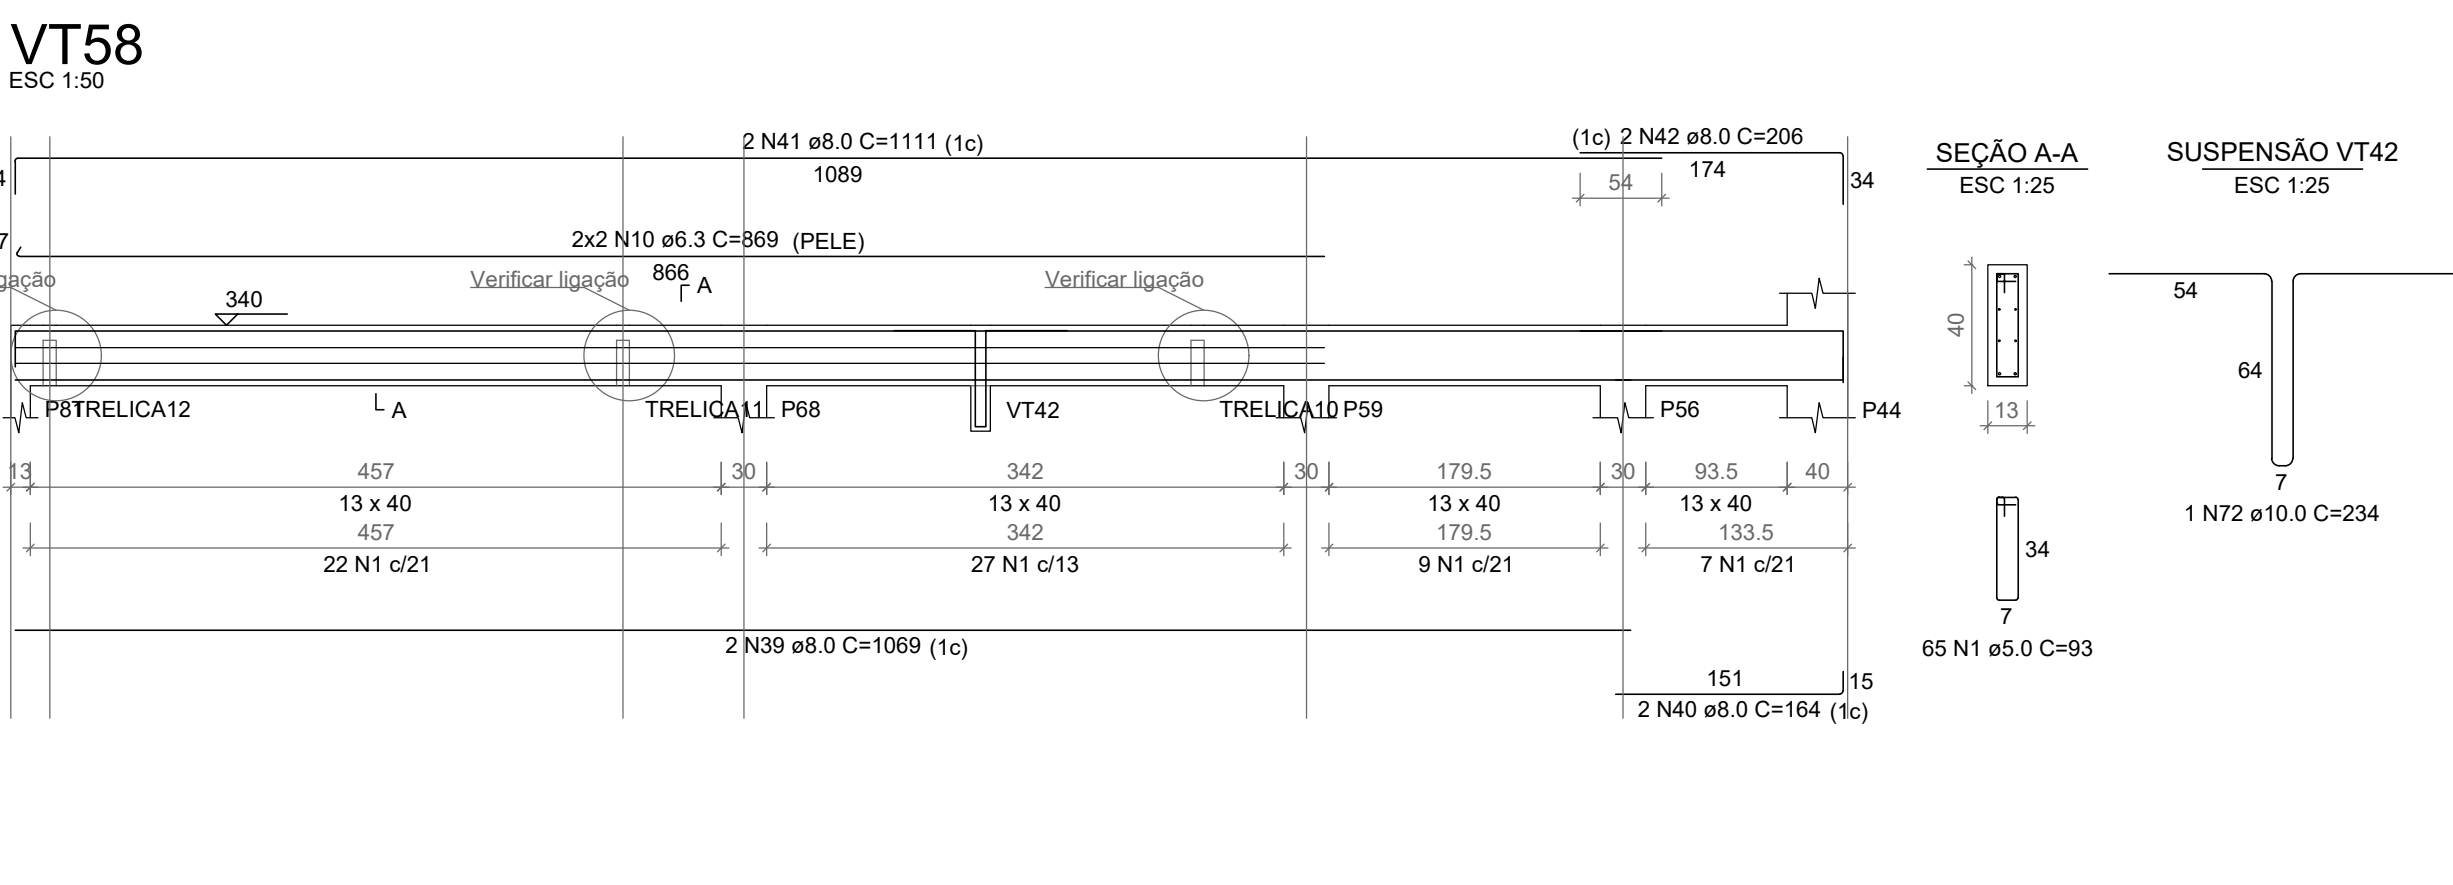 VT58
ESC 1:50
2 N41 ø8.0 C=1111 (1c)
1089
(1c) 2 N42 ø8.0 C=206
174
54
34
4
2x2 N10 ø6.3 C=869 (PELE)
866
7
gação
Verificar ligação
Verificar ligação
A
340
P81
TRELICA12
A
TRELICA11
P68
VT42
TRELICA10
P59
P56
P44
13
457
30
342
30
179.5
30
93.5
40
13 x 40
13 x 40
13 x 40
13 x 40
457
342
179.5
133.5
22 N1 c/21
27 N1 c/13
9 N1 c/21
7 N1 c/21
2 N39 ø8.0 C=1069 (1c)
151
15
2 N40 ø8.0 C=164 (1c)
SEÇÃO A-A
ESC 1:25
40
13
34
7
65 N1 ø5.0 C=93
SUSPENSÃO VT42
ESC 1:25
54
64
7
1 N72 ø10.0 C=234